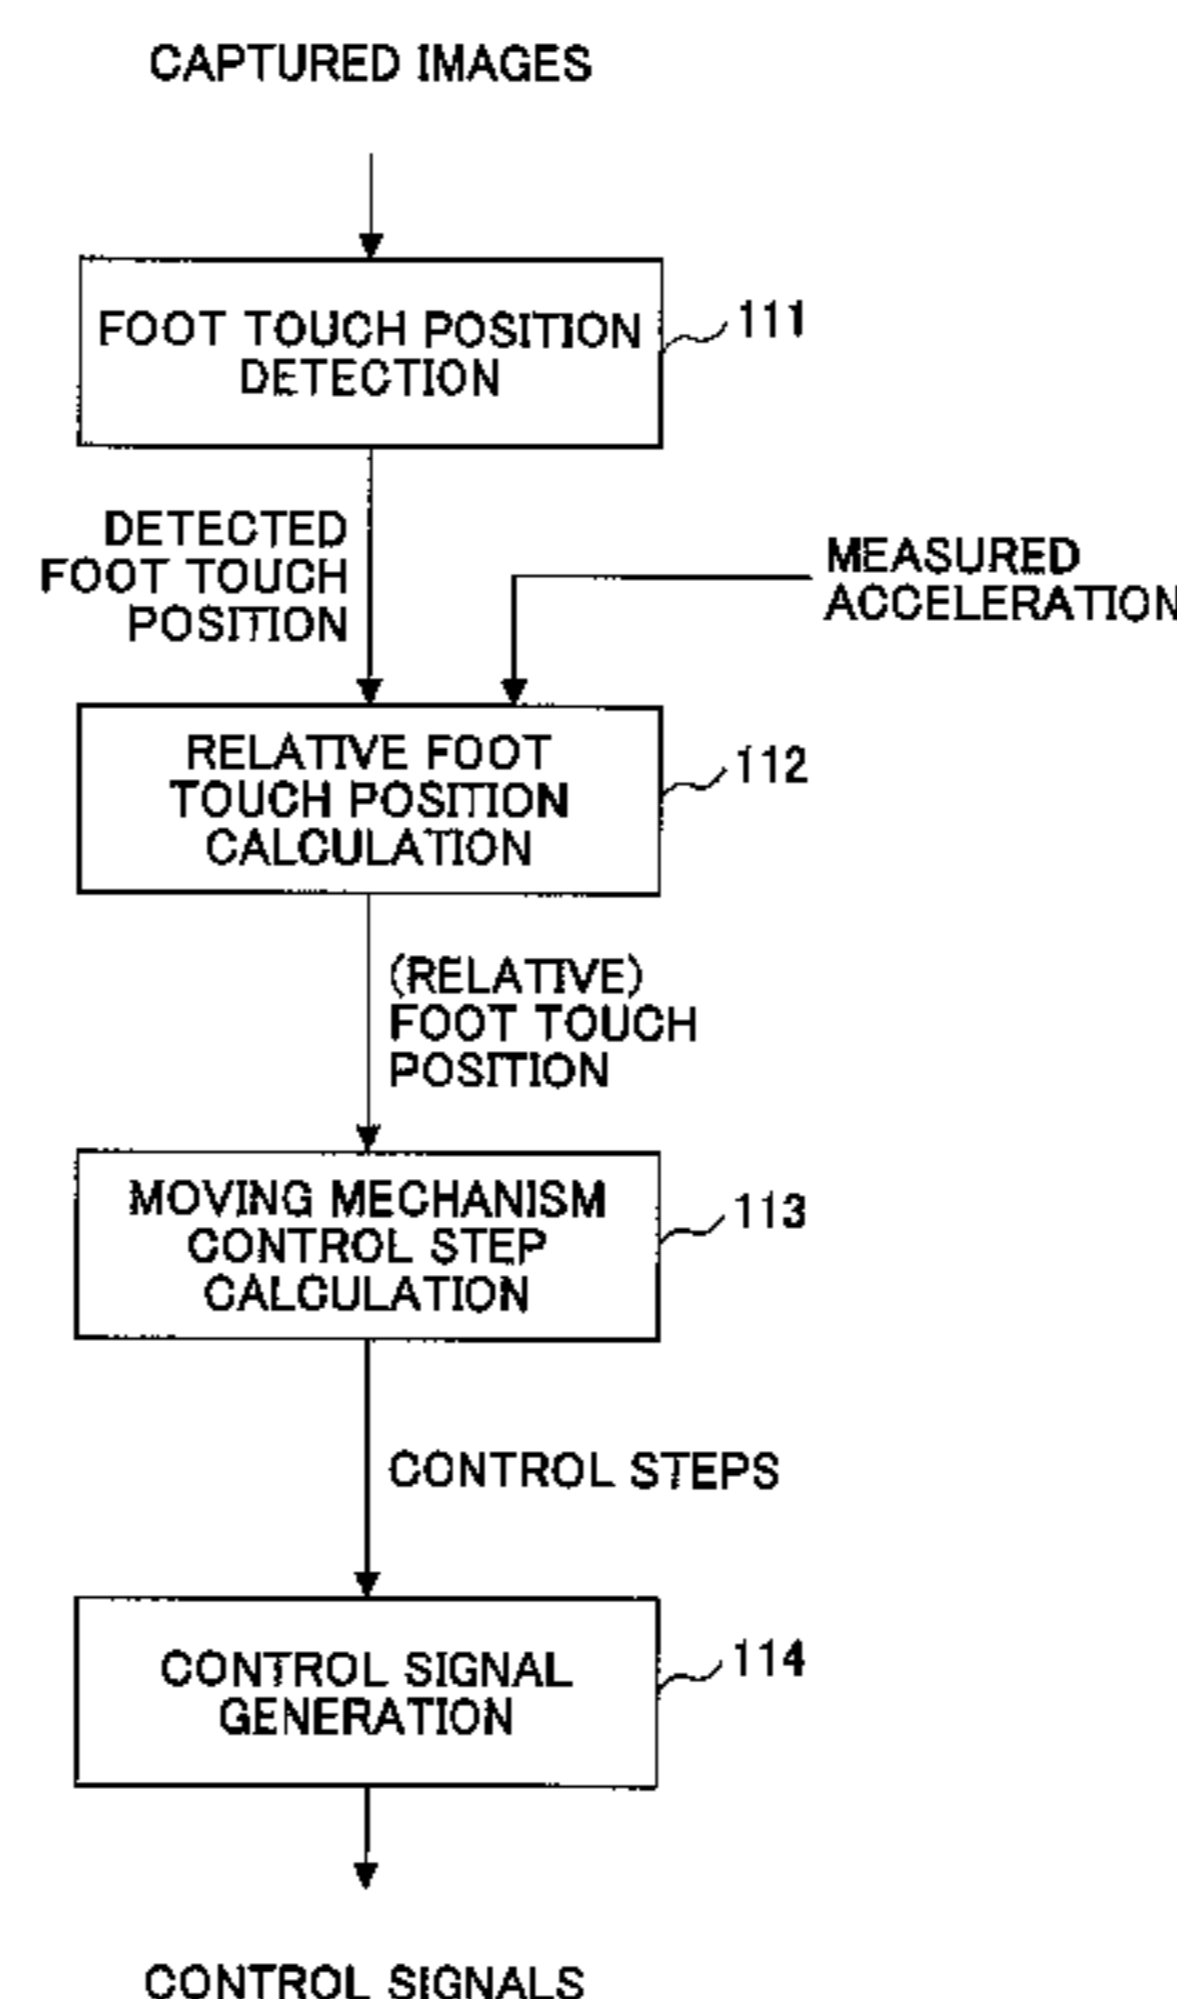 CAPTURED IMAGES
FOOT TOUCH POSITION
DETECTION
111
DETECTED
FOOT TOUCH
POSITION
MEASURED
ACCELERATION
RELATIVE FOOT
TOUCH POSITION
CALCULATION
112
(RELATIVE)
FOOT TOUCH
POSITION
MOVING MECHANISM
CONTROL STEP
CALCULATION
113
CONTROL STEPS
CONTROL SIGNAL
GENERATION
114
CONTROL SIGNALS